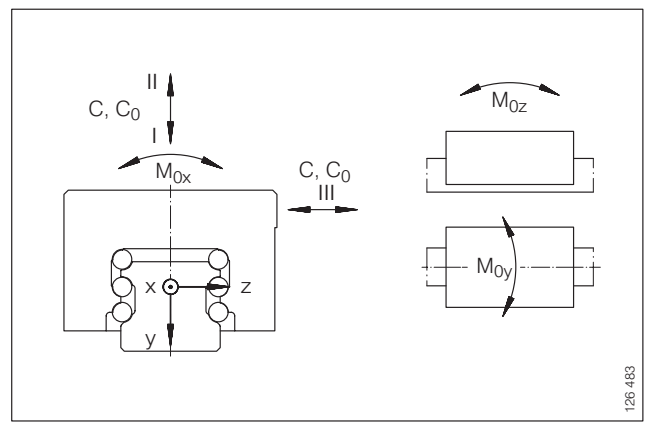 II
C, C₀
I
M₀ₓ
C, C₀
III
x
z
y
M₀z
M₀y
126 483